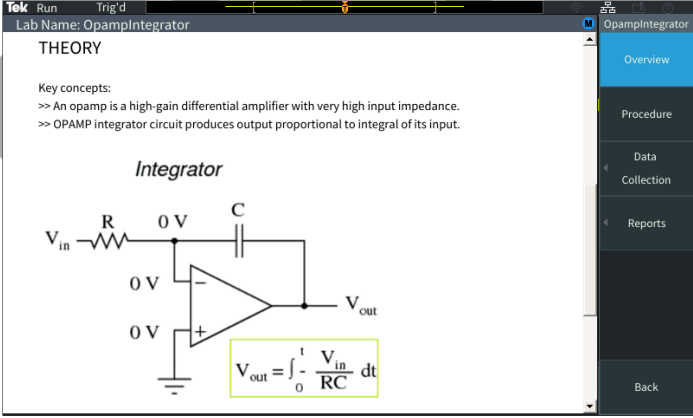 Tek Run Trig'd
Lab Name: OpampIntegrator
M
OpampIntegrator
THEORY
Key concepts:
>> An opamp is a high-gain differential amplifier with very high input impedance.
>> OPAMP integrator circuit produces output proportional to integral of its input.
Integrator
R 0 V C
Vin
0 V −
Vout
0 V +
Vout = ∫0t - Vin/RC dt
Overview
Procedure
Data
Collection
Reports
Back